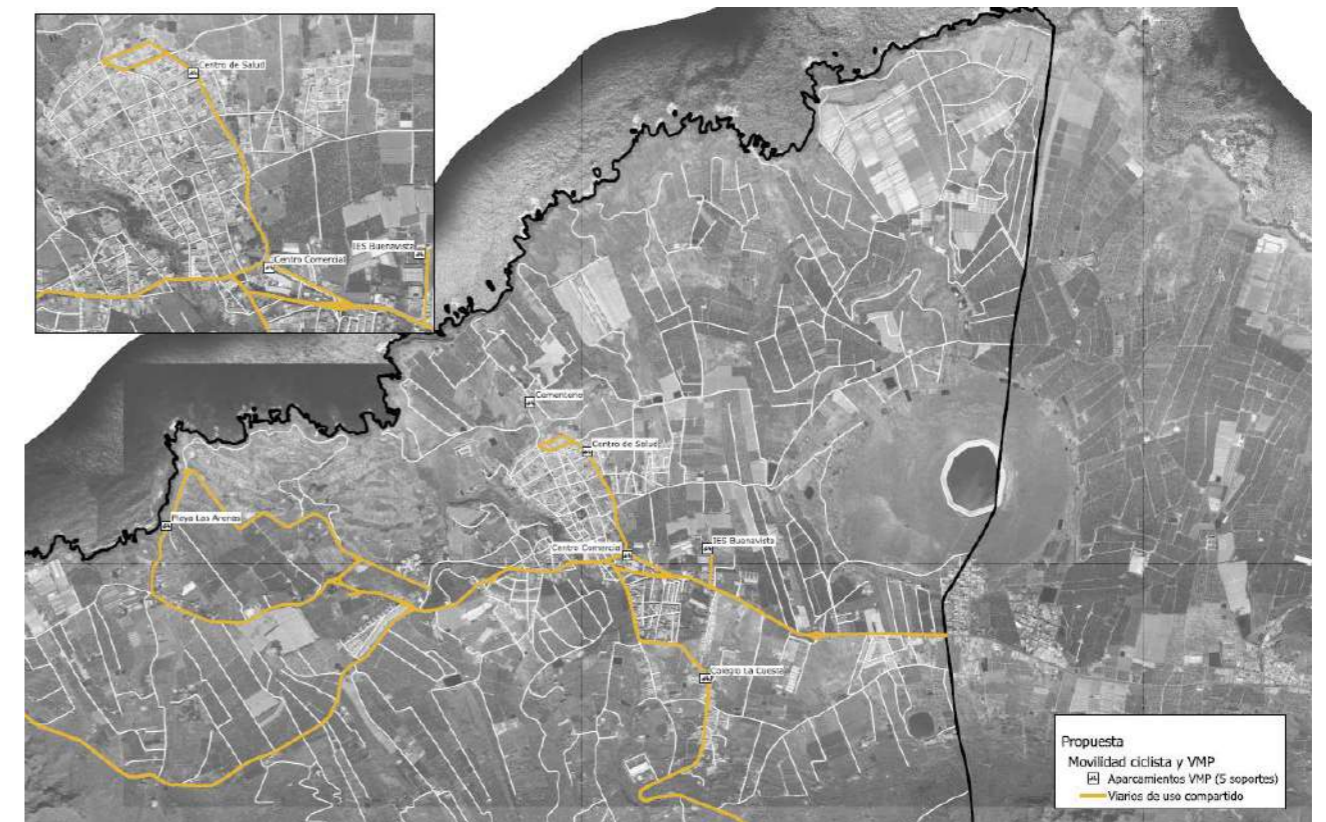 Centro de Salud
IES Buenavista
Centro Comercial
Cementerio
Centro de Salud
Playa Las Arenas
Centro Comercial
IES Buenavista
Colegio La Cuesta
Propuesta
Movilidad ciclista y VMP
Aparcamientos VMP (5 soportes)
Viarios de uso compartido